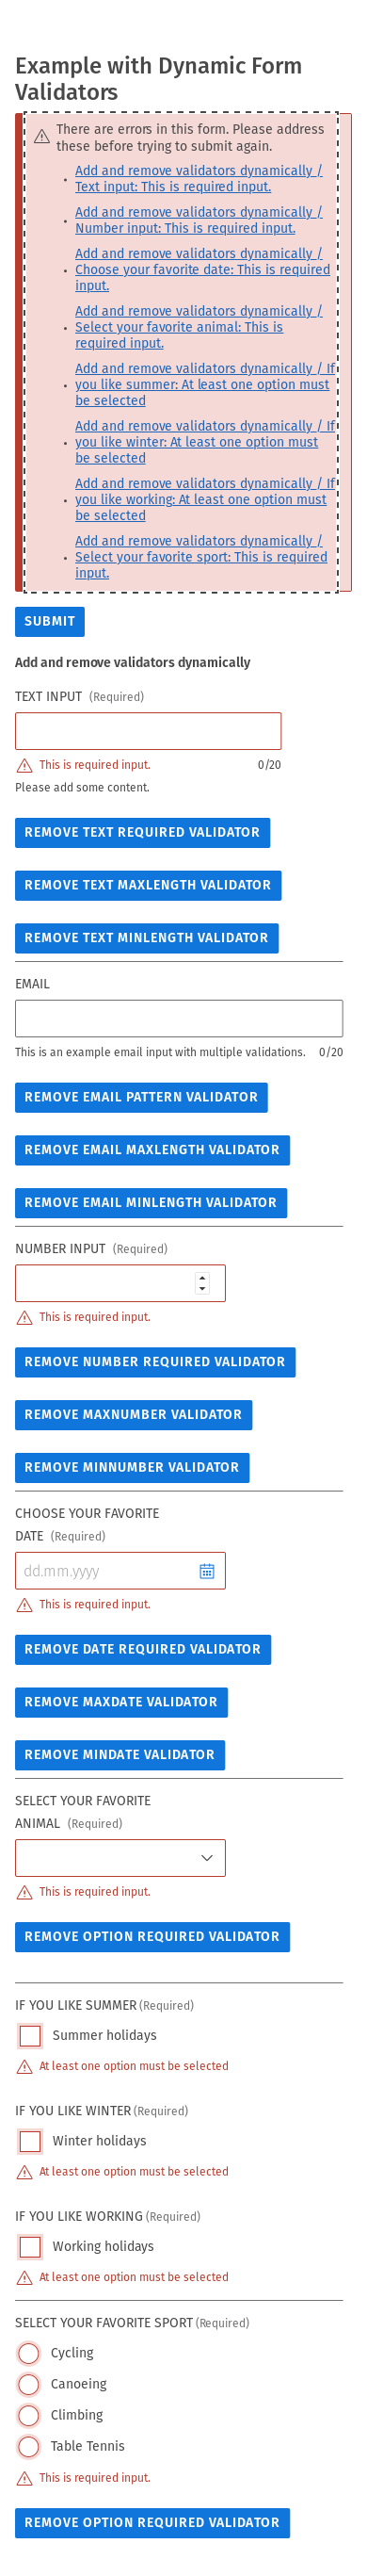 Example with Dynamic Form
Validators
There are errors in this form. Please address
these before trying to submit again.
Add and remove validators dynamically /
Text input: This is required input.
Add and remove validators dynamically /
Number input: This is required input.
Add and remove validators dynamically /
Choose your favorite date: This is required
input.
Add and remove validators dynamically /
Select your favorite animal: This is
required input.
Add and remove validators dynamically / If
you like summer: At least one option must
be selected
Add and remove validators dynamically / If
you like winter: At least one option must
be selected
Add and remove validators dynamically / If
you like working: At least one option must
be selected
Add and remove validators dynamically /
Select your favorite sport: This is required
input.
SUBMIT
Add and remove validators dynamically
TEXT INPUT (Required)
This is required input. 0/20
Please add some content.
REMOVE TEXT REQUIRED VALIDATOR
REMOVE TEXT MAXLENGTH VALIDATOR
REMOVE TEXT MINLENGTH VALIDATOR
EMAIL
This is an example email input with multiple validations. 0/20
REMOVE EMAIL PATTERN VALIDATOR
REMOVE EMAIL MAXLENGTH VALIDATOR
REMOVE EMAIL MINLENGTH VALIDATOR
NUMBER INPUT (Required)
This is required input.
REMOVE NUMBER REQUIRED VALIDATOR
REMOVE MAXNUMBER VALIDATOR
REMOVE MINNUMBER VALIDATOR
CHOOSE YOUR FAVORITE
DATE (Required)
dd.mm.yyyy
This is required input.
REMOVE DATE REQUIRED VALIDATOR
REMOVE MAXDATE VALIDATOR
REMOVE MINDATE VALIDATOR
SELECT YOUR FAVORITE
ANIMAL (Required)
This is required input.
REMOVE OPTION REQUIRED VALIDATOR
IF YOU LIKE SUMMER (Required)
Summer holidays
At least one option must be selected
IF YOU LIKE WINTER (Required)
Winter holidays
At least one option must be selected
IF YOU LIKE WORKING (Required)
Working holidays
At least one option must be selected
SELECT YOUR FAVORITE SPORT (Required)
Cycling
Canoeing
Climbing
Table Tennis
This is required input.
REMOVE OPTION REQUIRED VALIDATOR